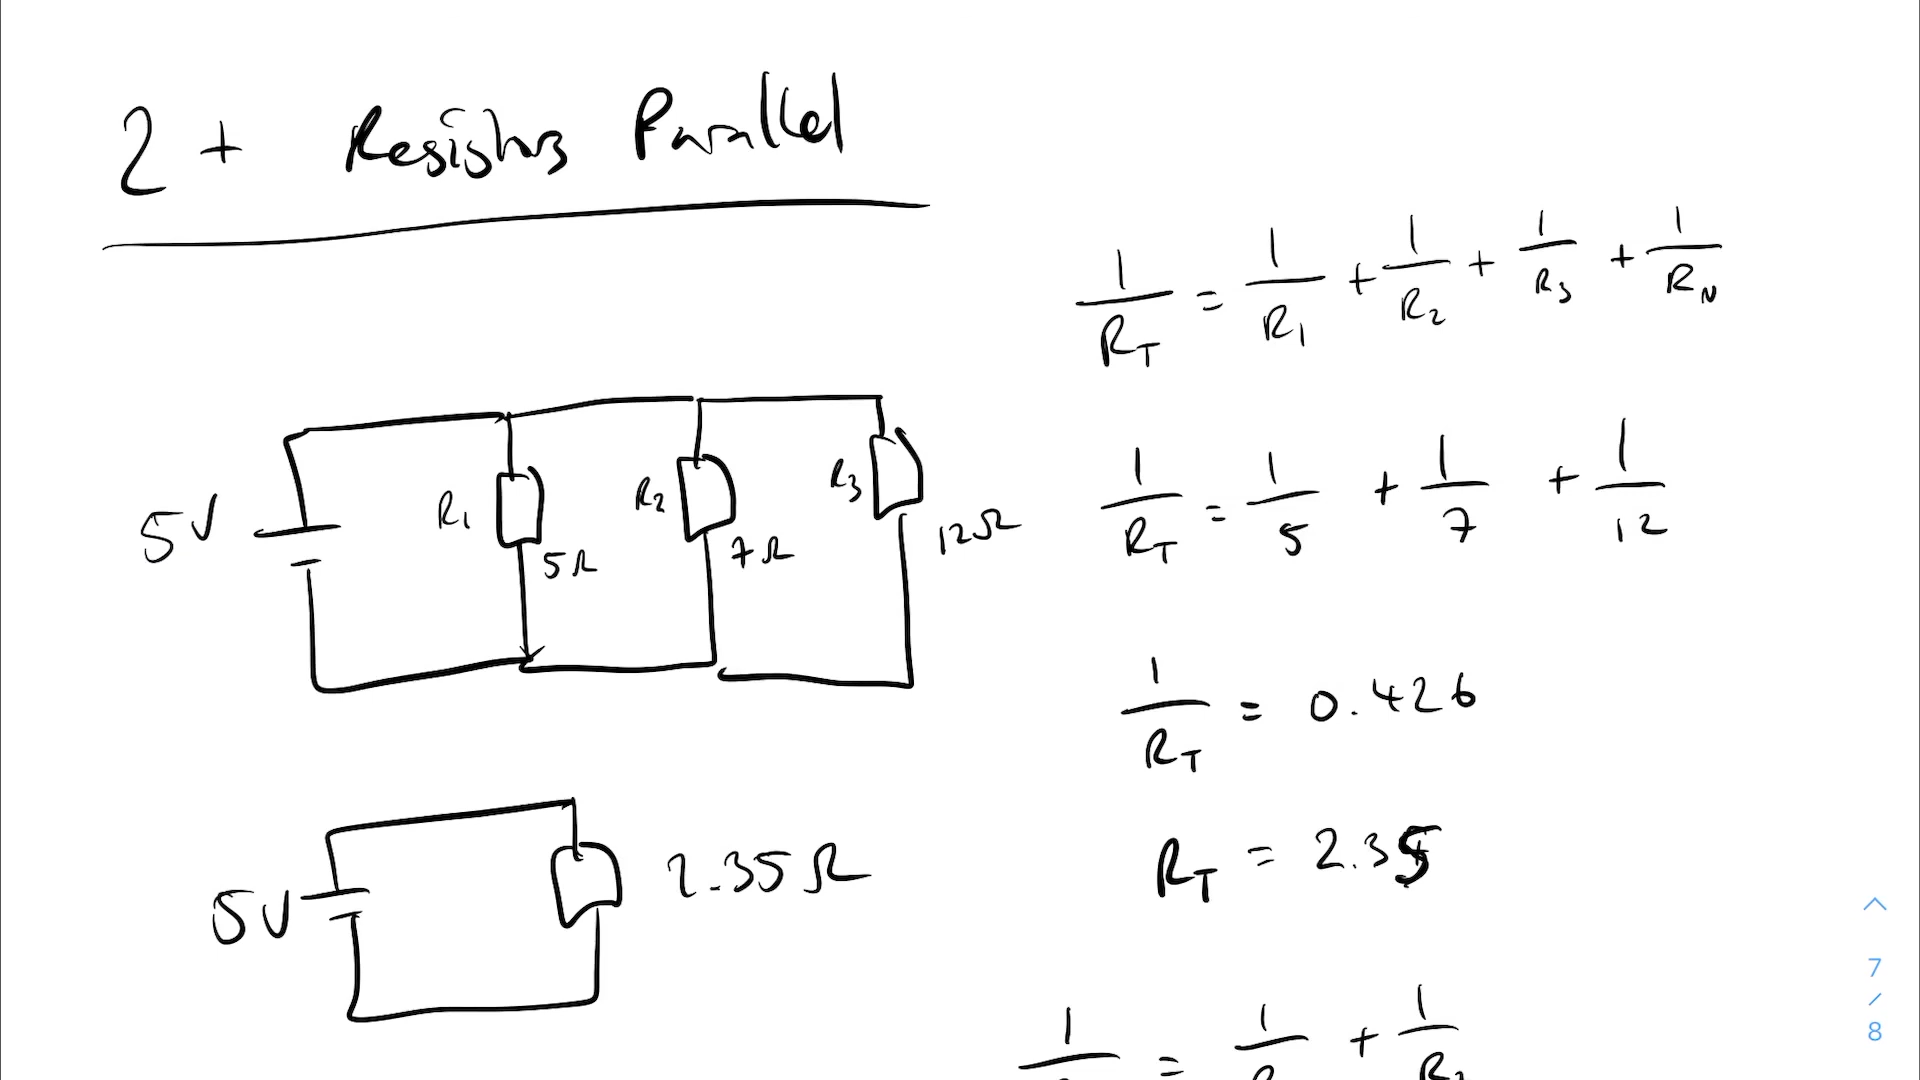 2 + Resistors Parallel
1/R_T = 1/R_1 + 1/R_2 + 1/R_3 + 1/R_N
5V
R_1
5Ω
R_2
7Ω
R_3
12Ω
1/R_T = 1/5 + 1/7 + 1/12
1/R_T = 0.426
R_T = 2.35
5V
2.35Ω
7
/
8